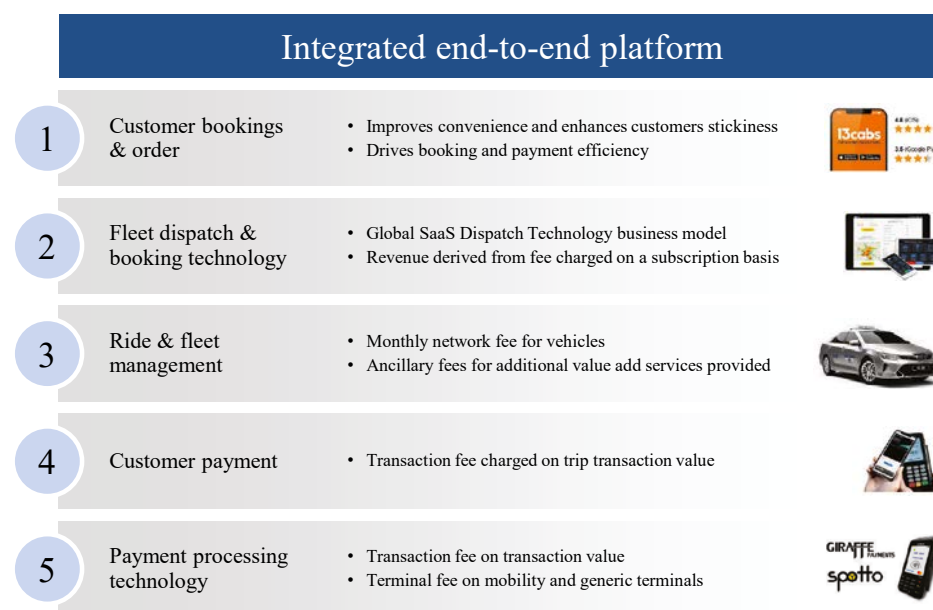 Integrated end-to-end platform
1
Customer bookings
& order
• Improves convenience and enhances customers stickiness
• Drives booking and payment efficiency
13cabs
2
Fleet dispatch &
booking technology
• Global SaaS Dispatch Technology business model
• Revenue derived from fee charged on a subscription basis
3
Ride & fleet
management
• Monthly network fee for vehicles
• Ancillary fees for additional value add services provided
4
Customer payment
• Transaction fee charged on trip transaction value
5
Payment processing
technology
• Transaction fee on transaction value
• Terminal fee on mobility and generic terminals
GIRAFFE
PAYMENTS
spotto